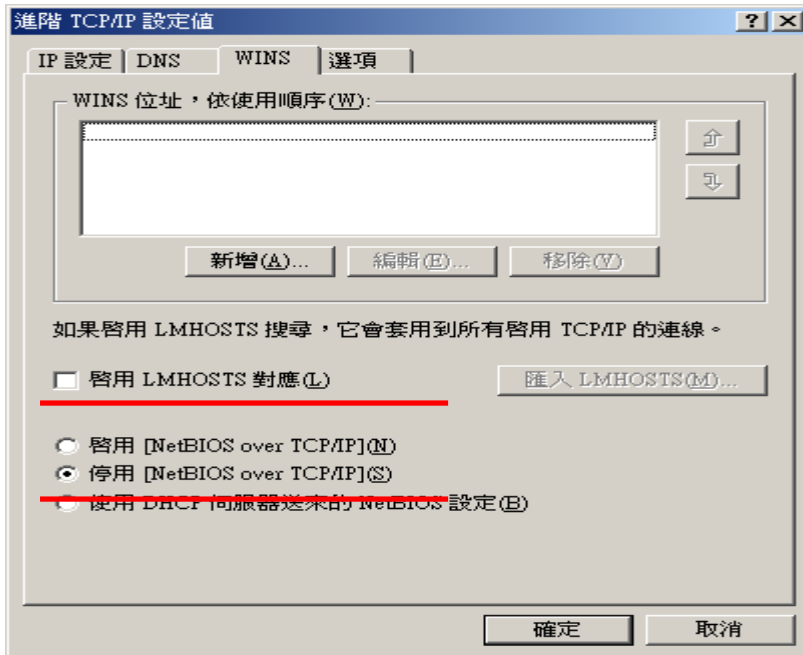 進階 TCP/IP 設定值
IP 設定 DNS WINS 選項
WINS 位址，依使用順序(W):
新增(A)... 編輯(E)... 移除(V)
如果啓用 LMHOSTS 搜尋，它會套用到所有啓用 TCP/IP 的連線。
啓用 LMHOSTS 對應(L) 匯入 LMHOSTS(M)...
啓用 [NetBIOS over TCP/IP](N)
停用 [NetBIOS over TCP/IP](S)
使用 DHCP 伺服器送來的 NetBIOS 設定(B)
確定 取消